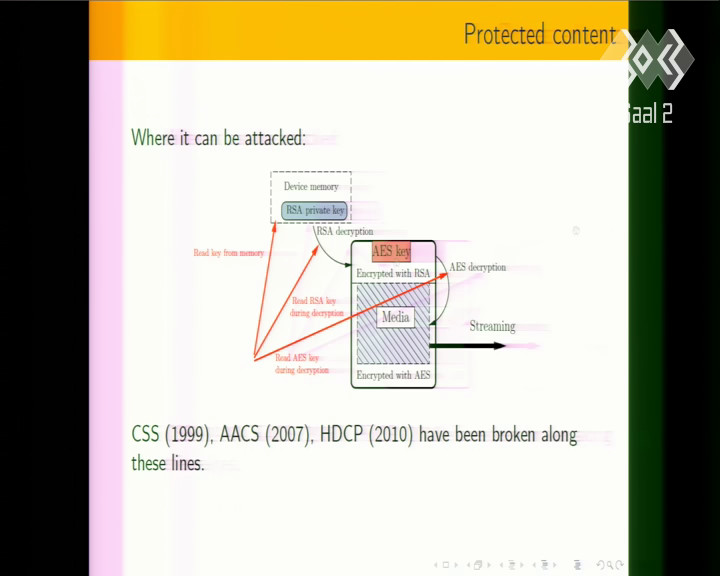 Protected content
Saal 2
Where it can be attacked:
Device memory
RSA private key
RSA decryption
AES key
Read key from memory
Encrypted with RSA
AES decryption
Read RSA key
during decryption
Media
Streaming
Read AES key
during decryption
Encrypted with AES
CSS (1999), AACS (2007), HDCP (2010) have been broken along
these lines.